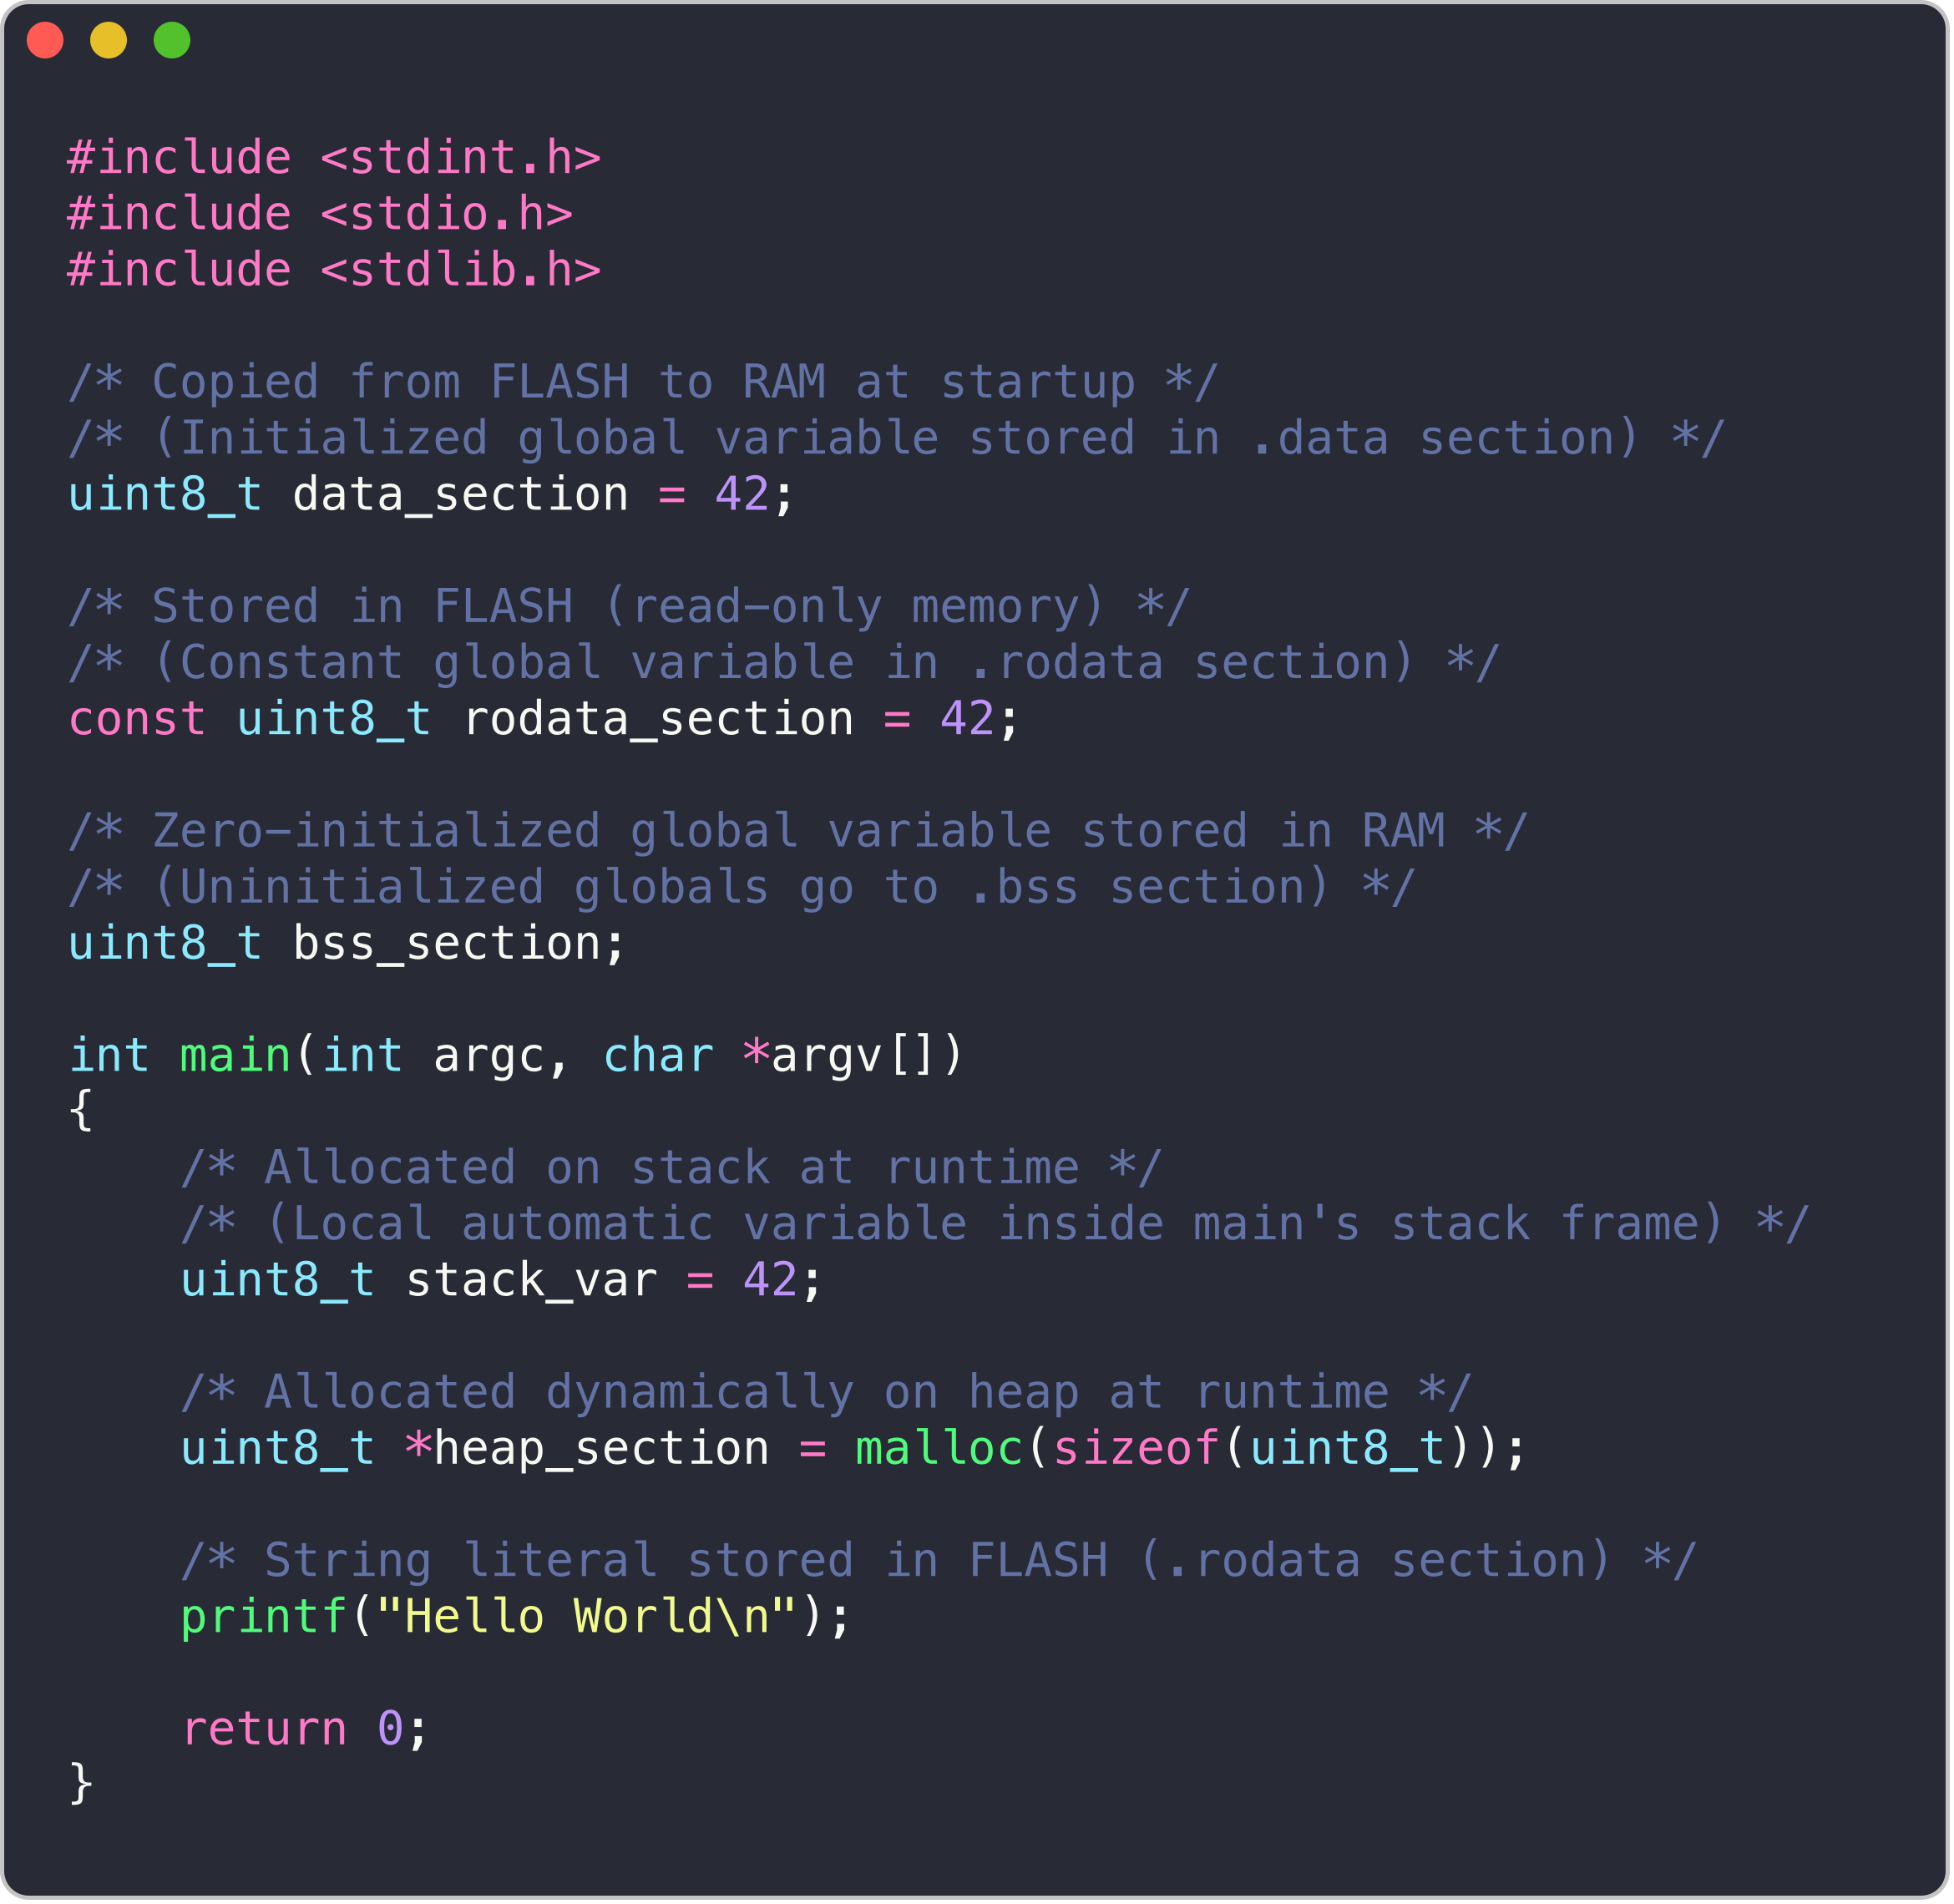 #include <stdint.h>
#include <stdio.h>
#include <stolib.h>
/* Copied from FLASH to RAM at startup */
/* (Initialized global variable stored in .data section) */
uint8_t data_section = 42;
/* Stored in FLASH (read-only memory) */
/* (Constant global variable in .rodata section) */
const uint8_t rodata_section = 42;
/* Zero-initialized global variable stored in RAM */
/* (Uninitialized globals go to .bss section) */
uint8_t bss_section;
int main(int argc, char *argv[])
{
    /* Allocated on stack at runtime */
    /* (Local automatic variable inside main's stack frame) */
    uint8_t stack_var = 42;
    /* Allocated dynamically on heap at runtime */
    uint8_t *heap_section = malloc(sizeof(uint8_t));
    /* String literal stored in FLASH (.rodata section) */
    printf("Hello World\n");
    return 0;
}